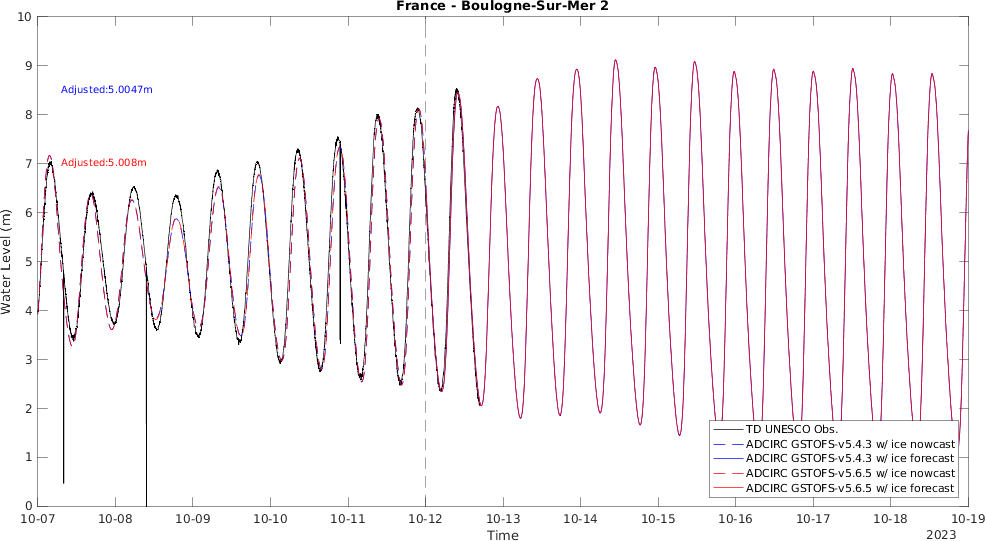 France - Boulogne-Sur-Mer 2
10
9
8
7
6
5
4
3
2
1
0
Water Level (m)
Adjusted:5.0047m
Adjusted:5.008m
TD UNESCO Obs.
ADCIRC GSTOFS-v5.4.3 w/ ice nowcast
ADCIRC GSTOFS-v5.4.3 w/ ice forecast
ADCIRC GSTOFS-v5.6.5 w/ ice nowcast
ADCIRC GSTOFS-v5.6.5 w/ ice forecast
10-07 10-08 10-09 10-10 10-11 10-12 10-13 10-14 10-15 10-16 10-17 10-18 10-19
Time
2023